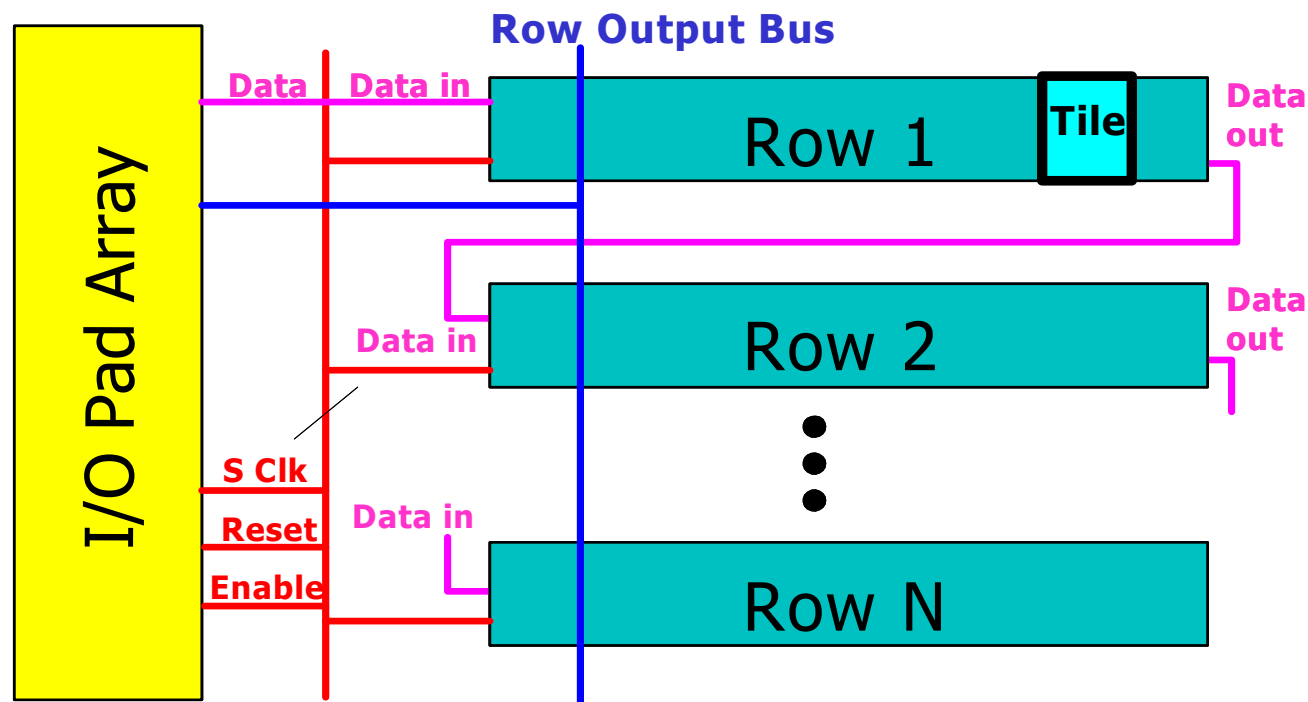 Row Output Bus
Data
Data in
Row 1
Tile
Data
out
I/O Pad Array
Data in
Row 2
Data
out
S Clk
Reset
Enable
Data in
Row N